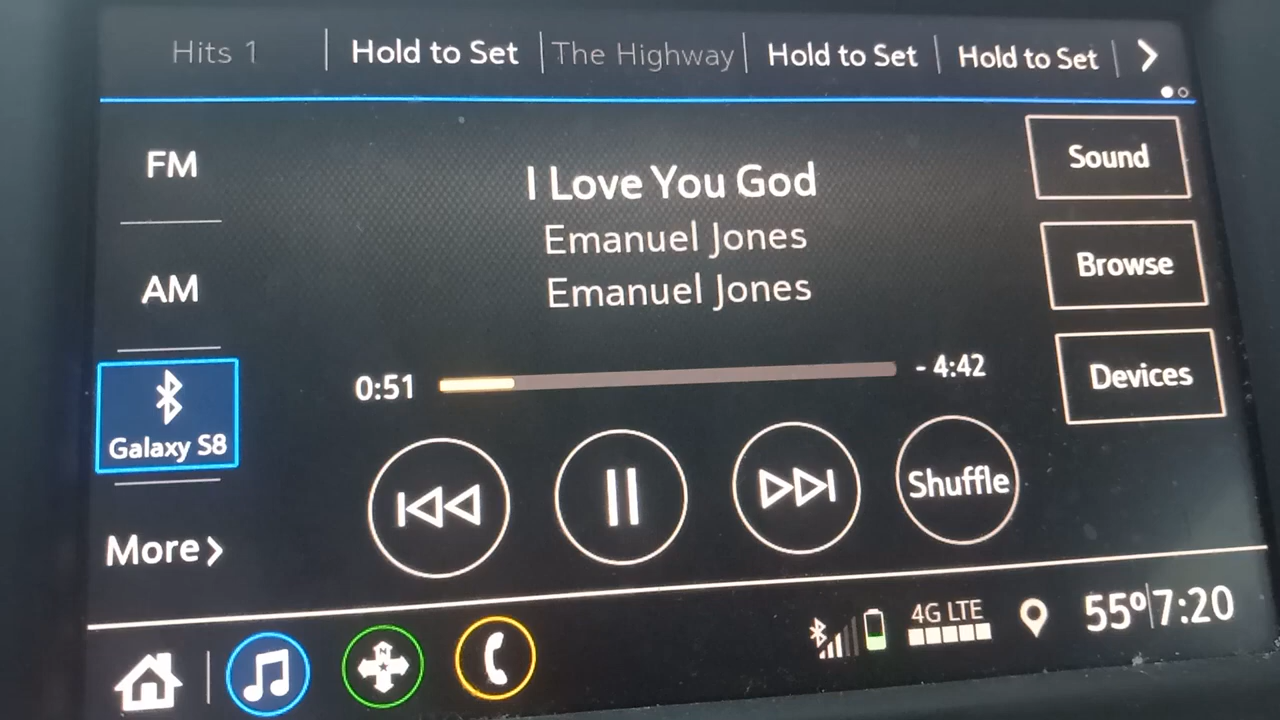 Hits 1 Hold to Set The Highway Hold to Set Hold to Set
FM
AM
Galaxy S8
More
I Love You God
Emanuel Jones
Emanuel Jones
0:51 - 4:42
Shuffle
Sound
Browse
Devices
N
4G LTE
55° 7:20